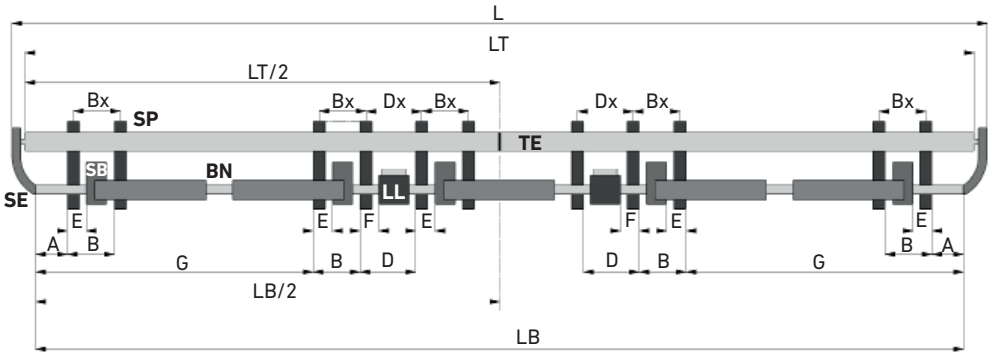 L
LT
LT/2
Bx Bx Dx Bx Dx Bx Bx
SP
TE
SB BN LL
SE
E E F E F E E
A B B A
G B D D B G
LB/2
LB